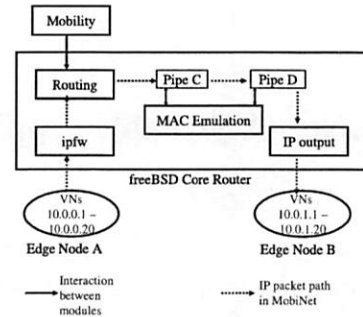 Mobility
Routing
Pipe C
Pipe D
MAC Emulation
ipfw
IP output
freeBSD Core Router
VNs
10.0.0.1 –
10.0.0.20
VNs
10.0.1.1 –
10.0.1.20
Edge Node A
Edge Node B
Interaction
between
modules
IP packet path
in MobiNet